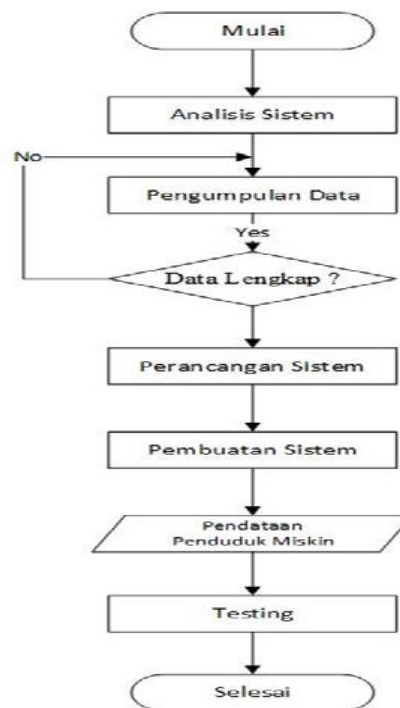 Mulai
Analisis Sistem
No
Pengumpulan Data
Yes
Data Lengkap ?
Perancangan Sistem
Pembuatan Sistem
Pendataan
Penduduk Miskin
Testing
Selesai